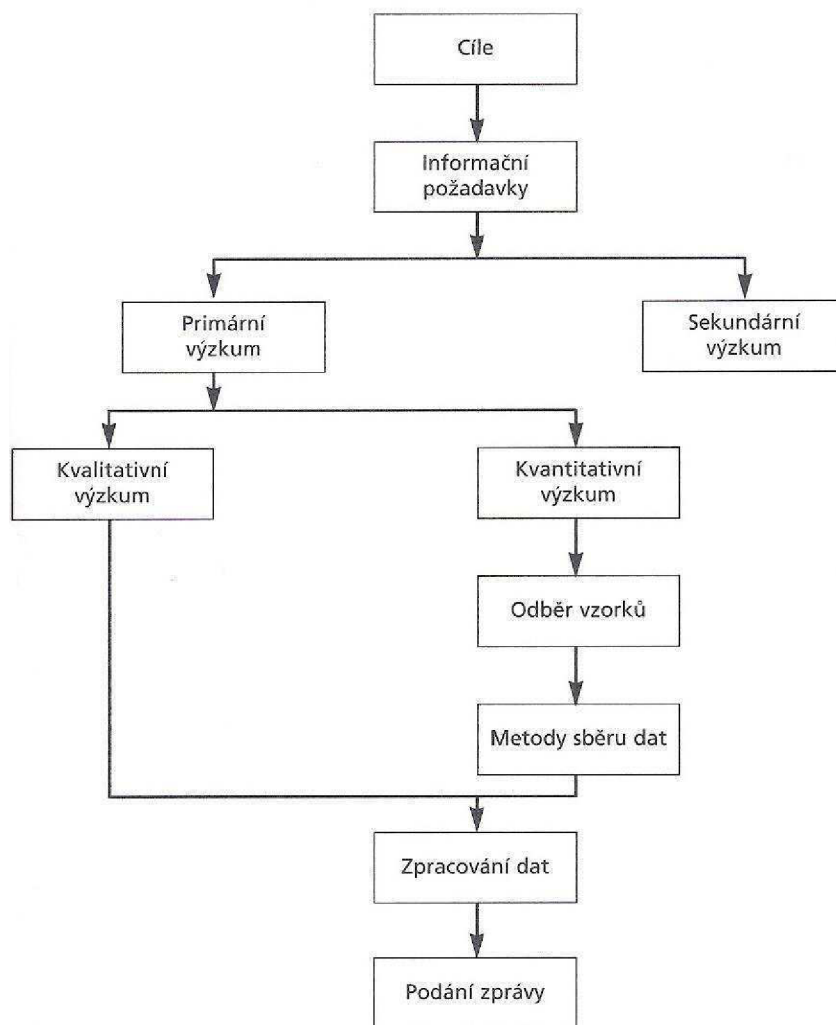 Cíle
Informační
požadavky
Primární
výzkum
Sekundární
výzkum
Kvalitativní
výzkum
Kvantitativní
výzkum
Odběr vzorků
Metody sběru dat
Zpracování dat
Podání zprávy